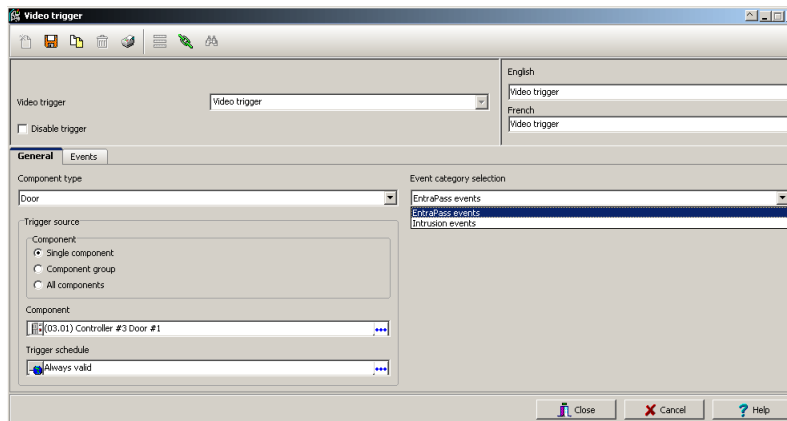 Video trigger
English
Video trigger
Video trigger
Video trigger
French
Video trigger
Disable trigger
General
Events
Component type
Door
Event category selection
EntraPass events
EntraPass events
Intrusion events
Trigger source
Component
Single component
Component group
All components
Component
(03.01) Controller #3 Door #1
Trigger schedule
Always valid
Close
Cancel
Help